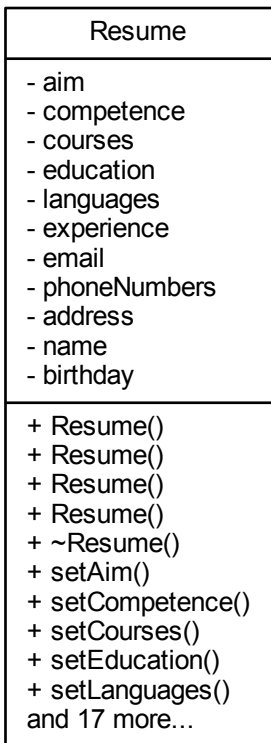 Resume
- aim
- competence
- courses
- education
- languages
- experience
- email
- phoneNumbers
- address
- name
- birthday
+ Resume()
+ Resume()
+ Resume()
+ Resume()
+ ~Resume()
+ setAim()
+ setCompetence()
+ setCourses()
+ setEducation()
+ setLanguages()
and 17 more...